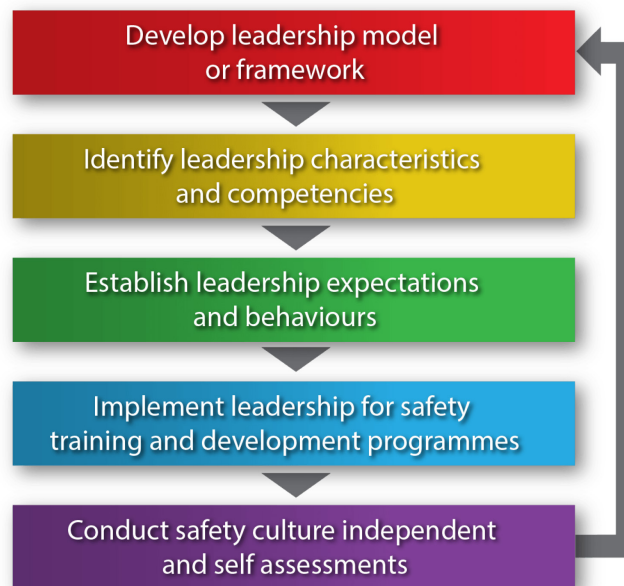 Develop leadership model
or framework
Identify leadership characteristics
and competencies
Establish leadership expectations
and behaviours
Implement leadership for safety
training and development programmes
Conduct safety culture independent
and self assessments